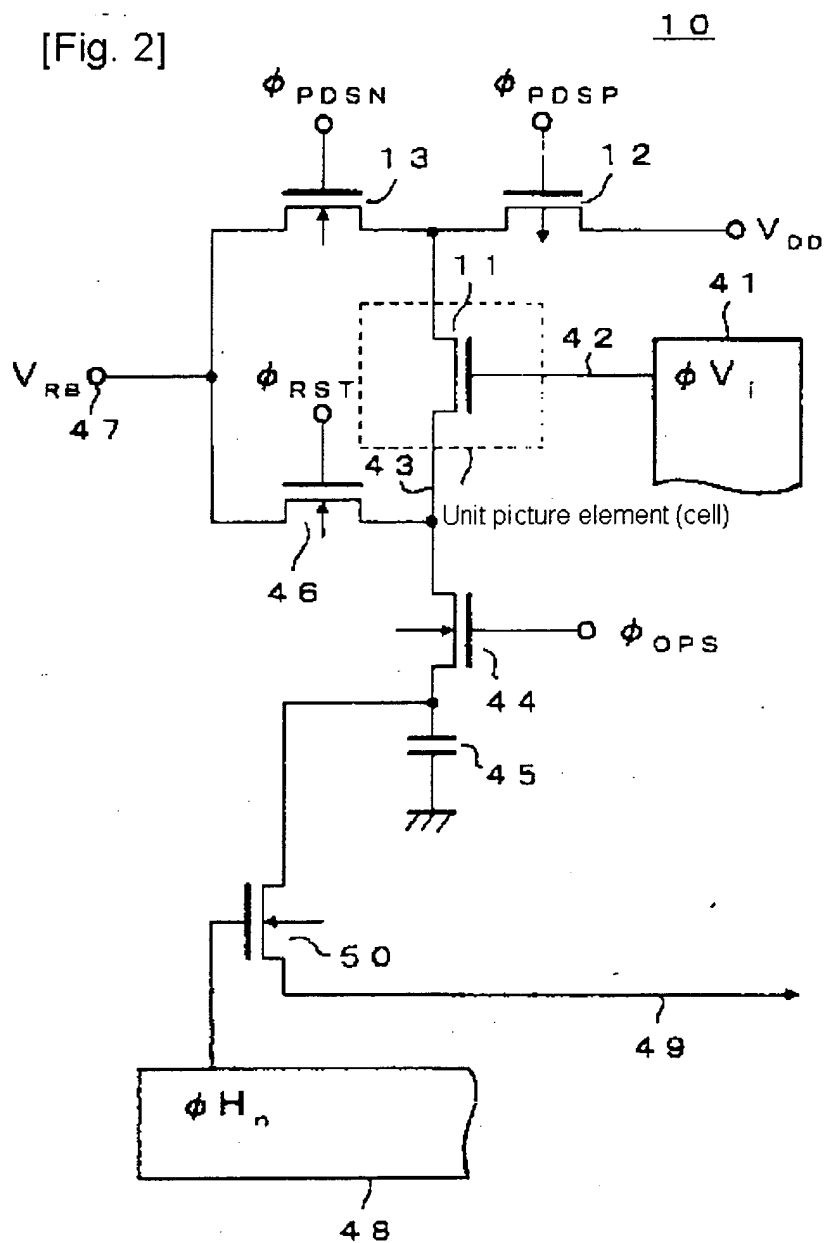 10
[Fig. 2]
φPDSN
φPDSP
13
12
VDD
11
41
42
φVi
VRB
47
φRST
43
Unit picture element (cell)
46
φOPS
44
45
50
49
φHn
48